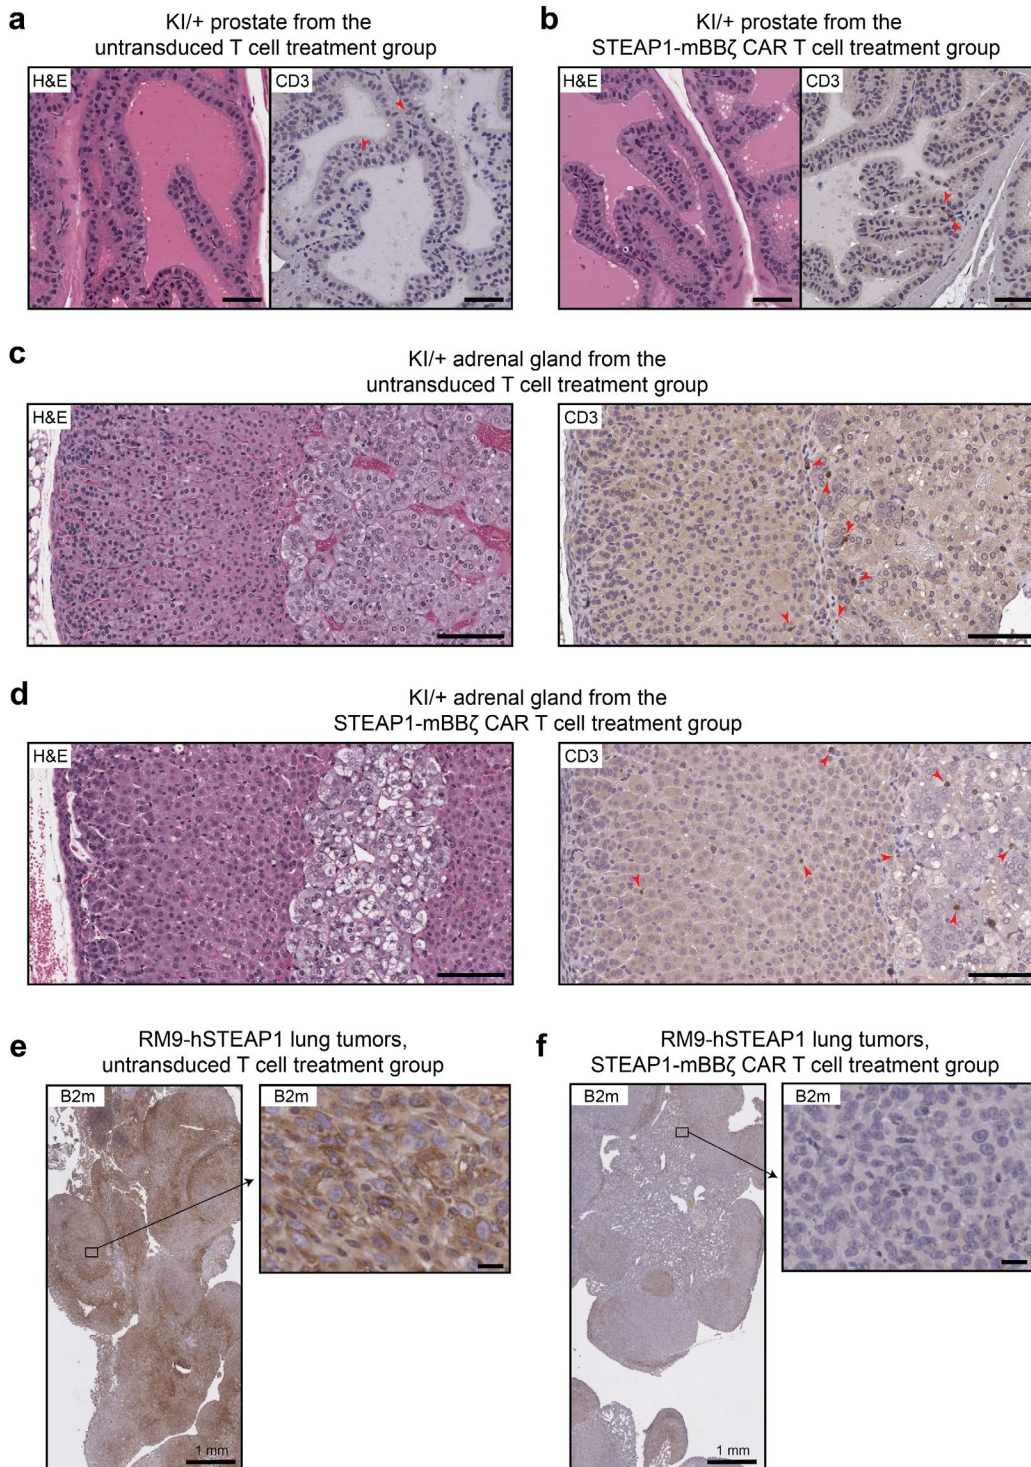 a
KI/+ prostate from the
untransduced T cell treatment group
H&E
CD3
b
KI/+ prostate from the
STEAP1-mBBζ CAR T cell treatment group
H&E
CD3
c
KI/+ adrenal gland from the
untransduced T cell treatment group
H&E
CD3
d
KI/+ adrenal gland from the
STEAP1-mBBζ CAR T cell treatment group
H&E
CD3
e
RM9-hSTEAP1 lung tumors,
untransduced T cell treatment group
B2m
1 mm
f
RM9-hSTEAP1 lung tumors,
STEAP1-mBBζ CAR T cell treatment group
B2m
1 mm